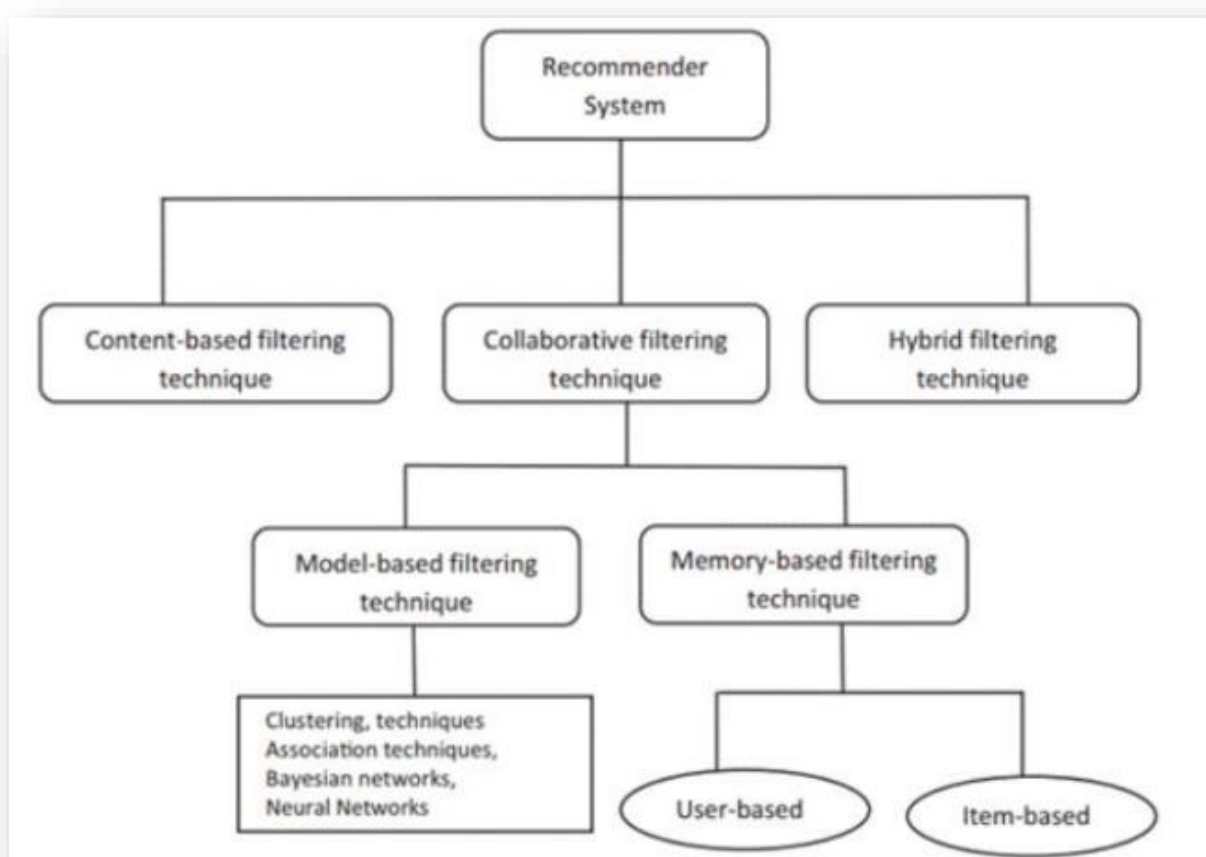 Recommender
System
Content-based filtering
technique
Collaborative filtering
technique
Hybrid filtering
technique
Model-based filtering
technique
Memory-based filtering
technique
Clustering, techniques
Association techniques,
Bayesian networks,
Neural Networks
User-based
Item-based